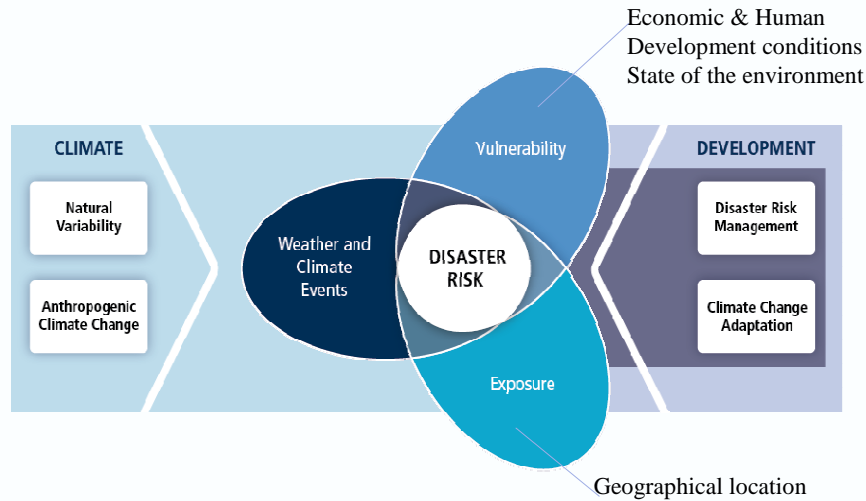 Economic & Human
Development conditions
State of the environment
CLIMATE
Natural
Variability
Anthropogenic
Climate Change
Vulnerability
Weather and
Climate
Events
DISASTER
RISK
Exposure
DEVELOPMENT
Disaster Risk
Management
Climate Change
Adaptation
Geographical location